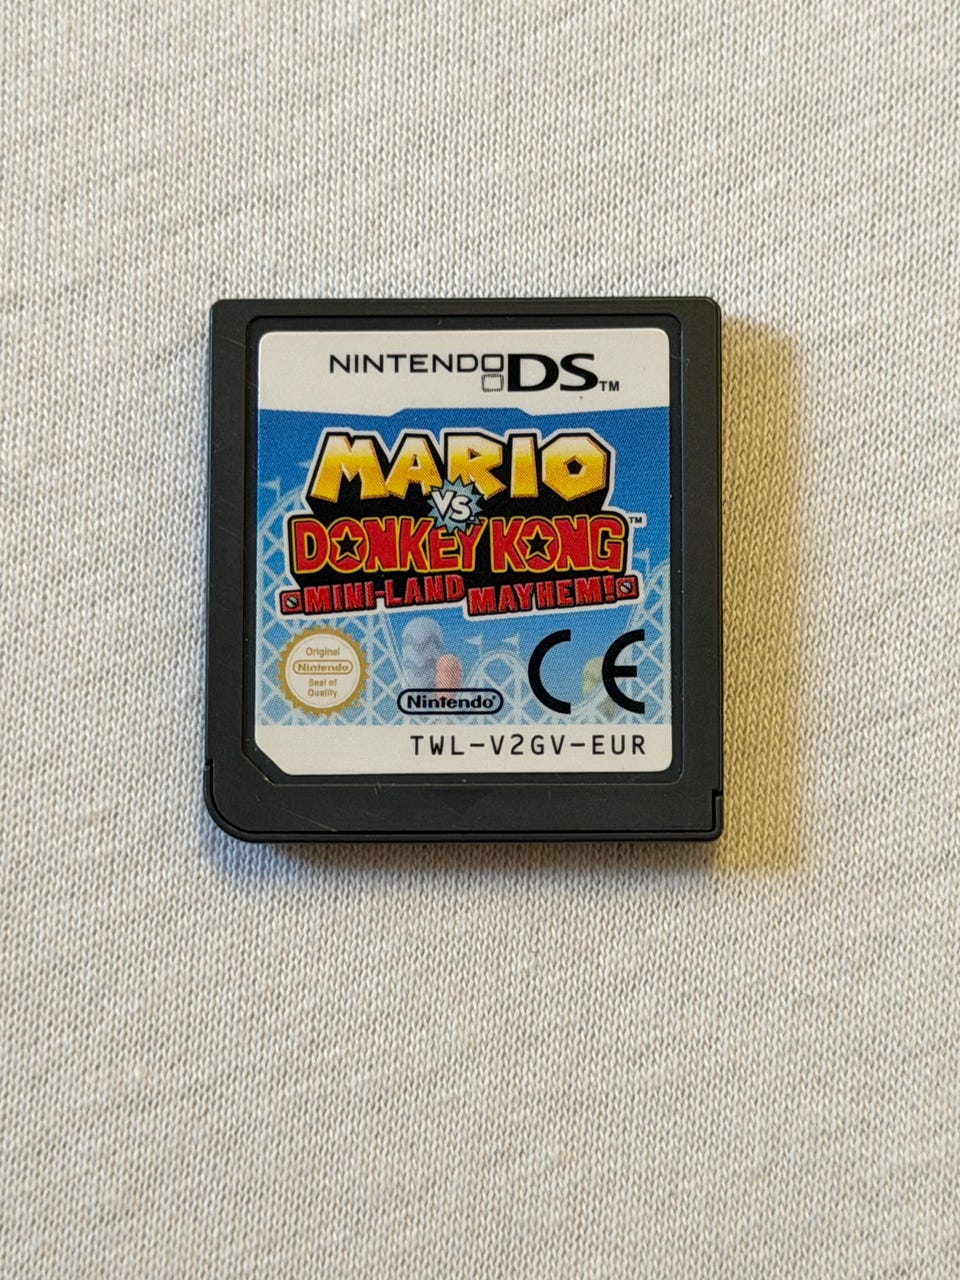 NINTENDO DS™
MARIO
VS.
DONKEY KONG™
MINI-LAND MAYHEM!
Original
Nintendo
Seal of
Quality
Nintendo®
CE
TWL-V2GV-EUR